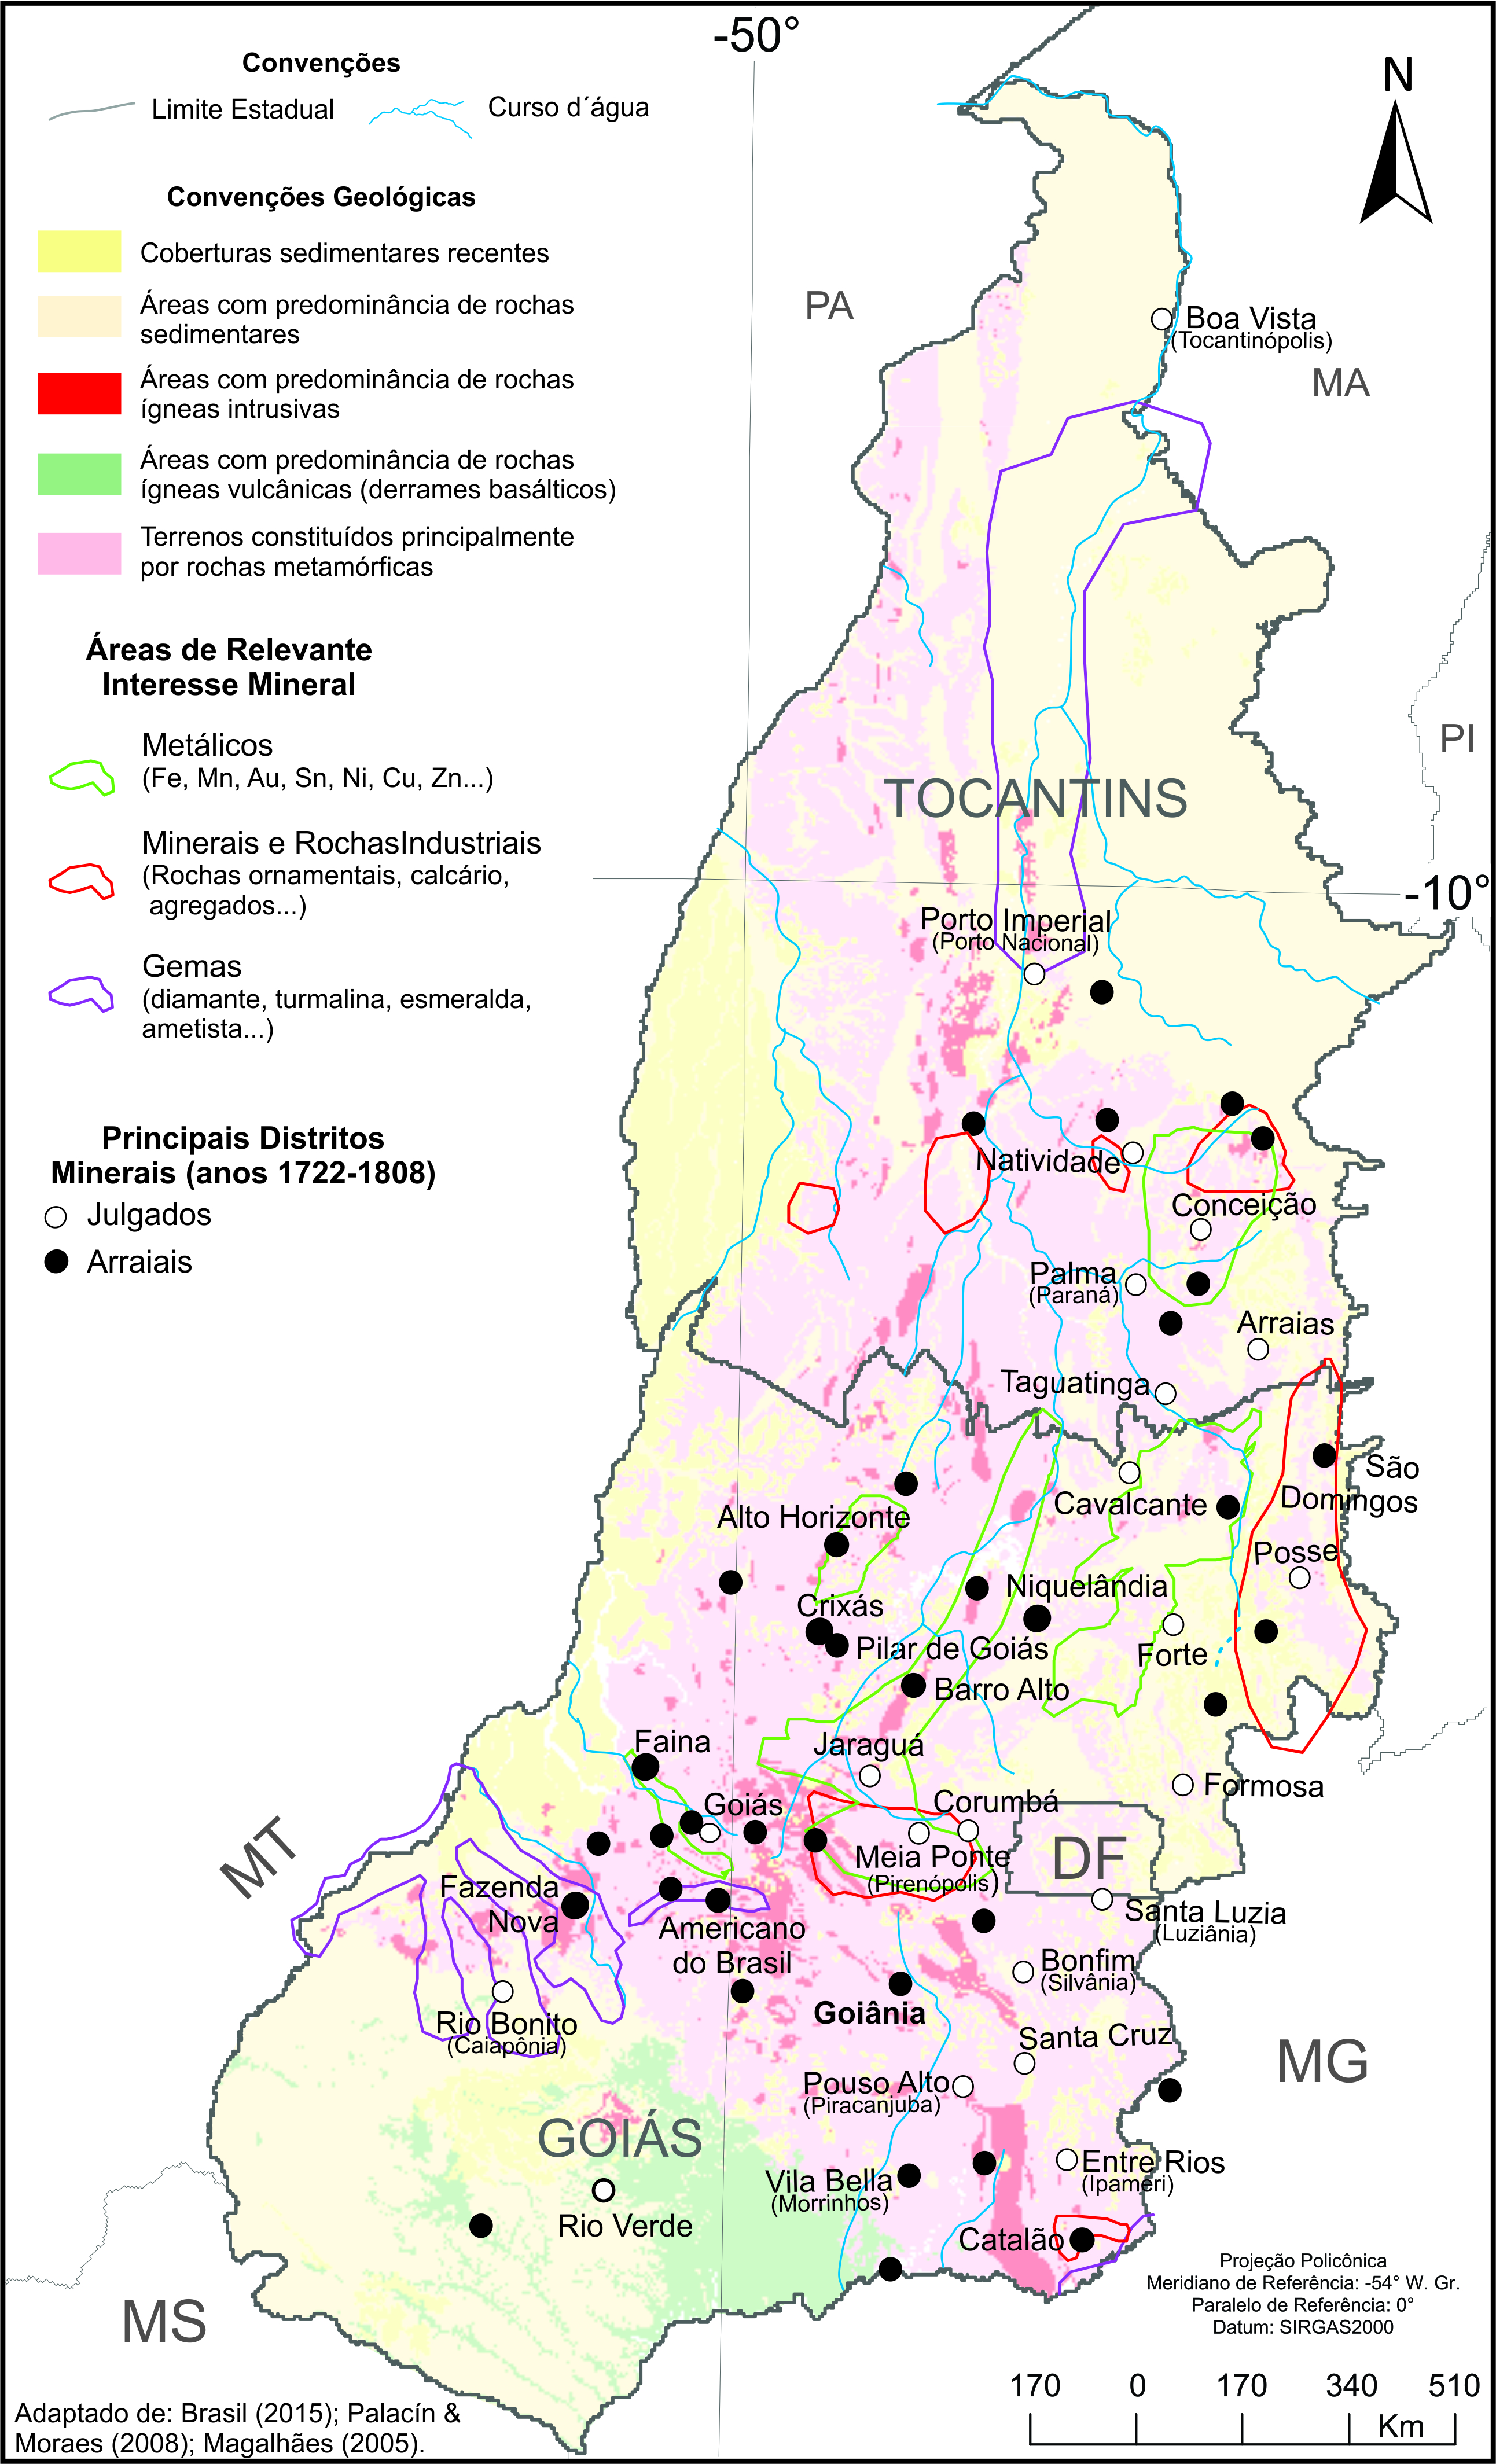 -50°
Convenções
Limite Estadual
Curso d´água
N
Convenções Geológicas
Coberturas sedimentares recentes
Áreas com predominância de rochas
sedimentares
Áreas com predominância de rochas
ígneas intrusivas
Áreas com predominância de rochas
ígneas vulcânicas (derrames basálticos)
Terrenos constituídos principalmente
por rochas metamórficas
Áreas de Relevante
Interesse Mineral
Metálicos
(Fe, Mn, Au, Sn, Ni, Cu, Zn...)
Minerais e RochasIndustriais
(Rochas ornamentais, calcário,
agregados...)
Gemas
(diamante, turmalina, esmeralda,
ametista...)
Principais Distritos
Minerais (anos 1722-1808)
Julgados
Arraiais
PA
Boa Vista
(Tocantinópolis)
MA
PI
TOCANTINS
-10°
Porto Imperial
(Porto Nacional)
Natividade
Conceição
Palma
(Paraná)
Arraias
Taguatinga
São
Domingos
Cavalcante
Alto Horizonte
Posse
Niquelândia
Crixás
Pilar de Goiás
Forte
Barro Alto
Faina
Jaraguá
Formosa
Goiás
Corumbá
MT
DF
Meia Ponte
(Pirenópolis)
Fazenda
Nova
Santa Luzia
(Luziânia)
Americano
do Brasil
Bonfim
(Silvânia)
Goiânia
Rio Bonito
(Caiapônia)
Santa Cruz
MG
Pouso Alto
(Piracanjuba)
GOIÁS
Entre Rios
(Ipameri)
Vila Bella
(Morrinhos)
Rio Verde
Catalão
MS
Projeção Policônica
Meridiano de Referência: -54° W. Gr.
Paralelo de Referência: 0°
Datum: SIRGAS2000
170 0 170 340 510
Km
Adaptado de: Brasil (2015); Palacín &
Moraes (2008); Magalhães (2005).